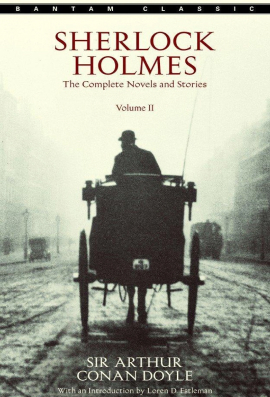 BANTAM CLASSIC
SHERLOCK
HOLMES
The Complete Novels and Stories
Volume II
SIR ARTHUR
CONAN DOYLE
With an Introduction by Loren D. Estleman